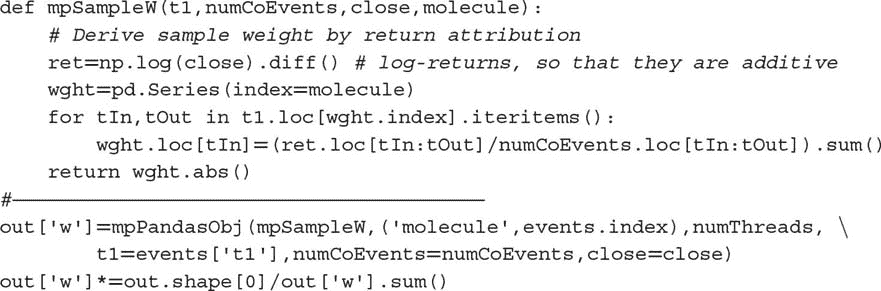 def mpSampleW(t1,numCoEvents,close,molecule):
    # Derive sample weight by return attribution
    ret=np.log(close).diff() # log-returns, so that they are additive
    wght=pd.Series(index=molecule)
    for tIn,tOut in t1.loc[wght.index].iteritems():
        wght.loc[tIn]=(ret.loc[tIn:tOut]/numCoEvents.loc[tIn:tOut]).sum()
    return wght.abs()
#————————————————————————————————————————
out['w']=mpPandasObj(mpSampleW,('molecule',events.index),numThreads, \
        t1=events['t1'],numCoEvents=numCoEvents,close=close)
out['w']*=out.shape[0]/out['w'].sum()